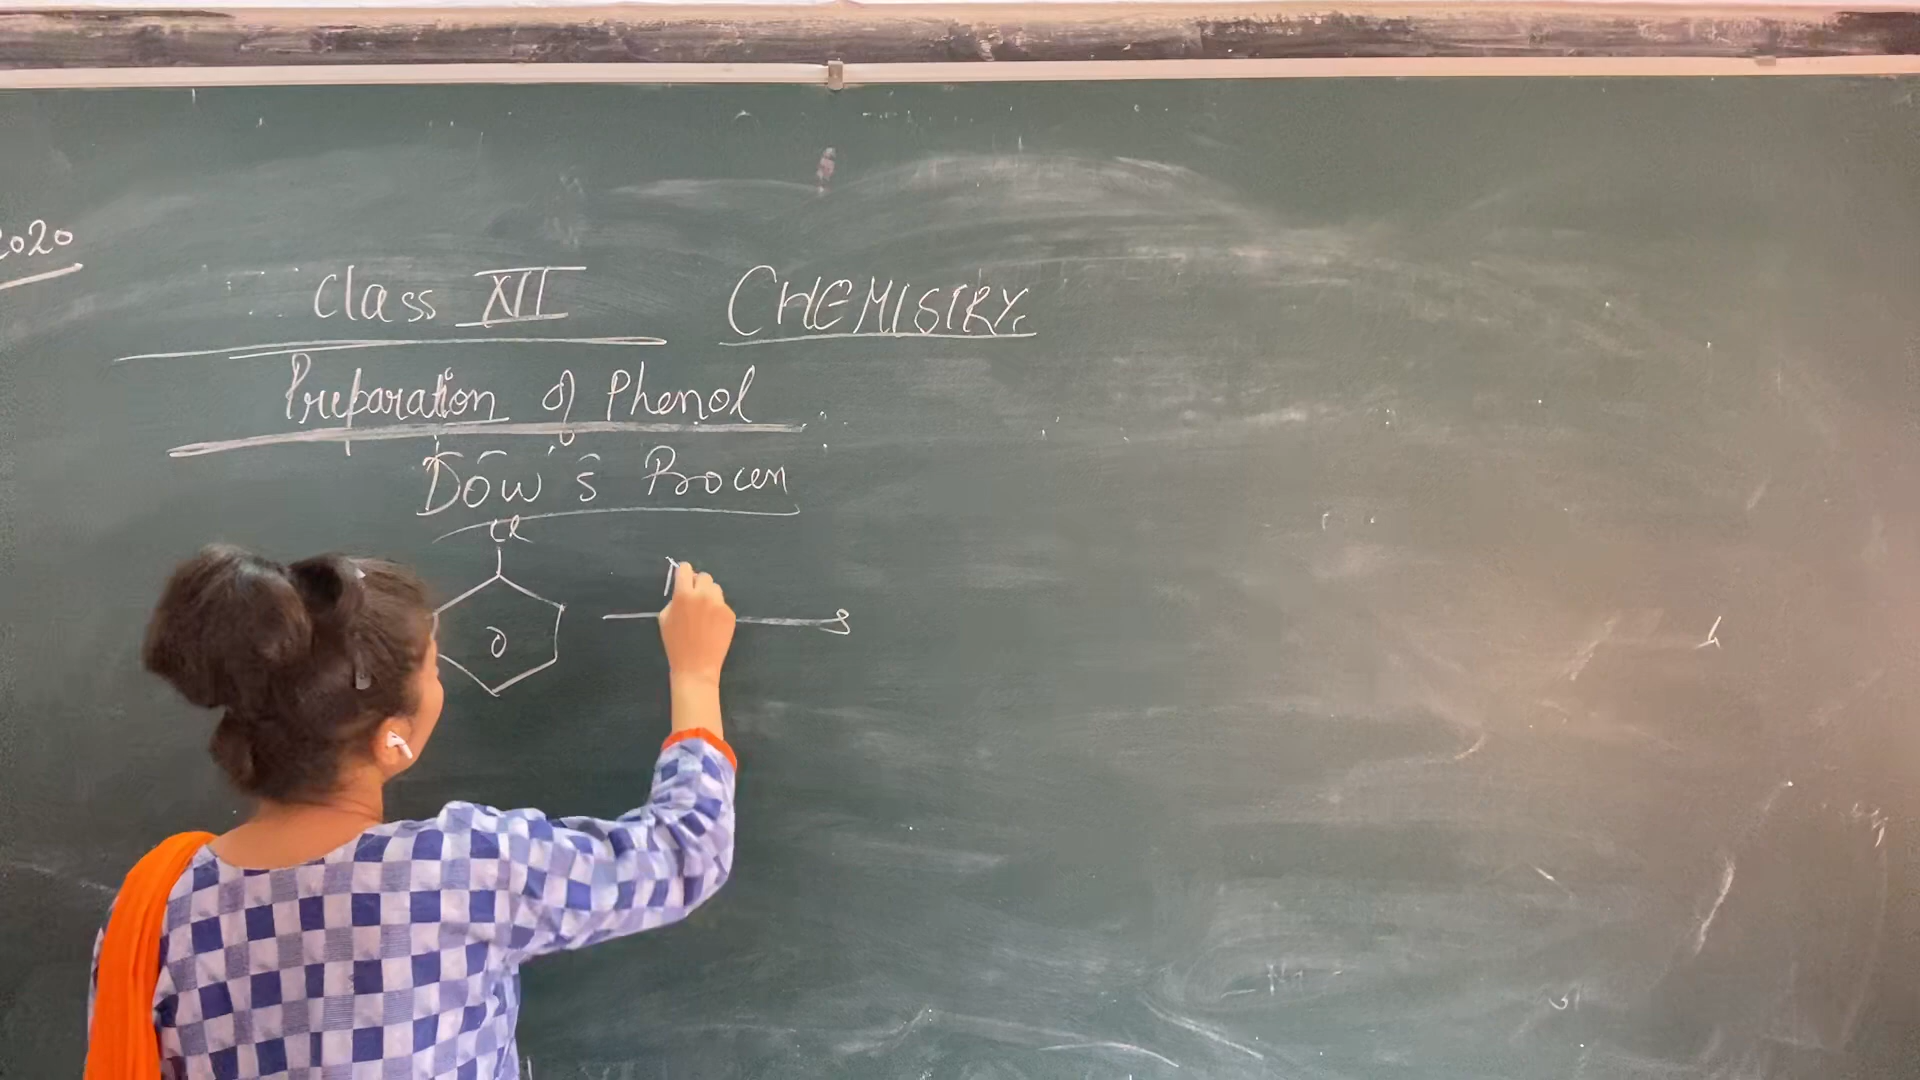 2020
Class XII CHEMISTRY
Preparation of Phenol
Dow's Process
Cl